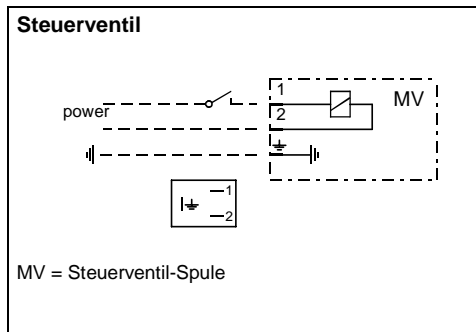 Steuerventil
1
MV
power
2
1
2
MV = Steuerventil-Spule